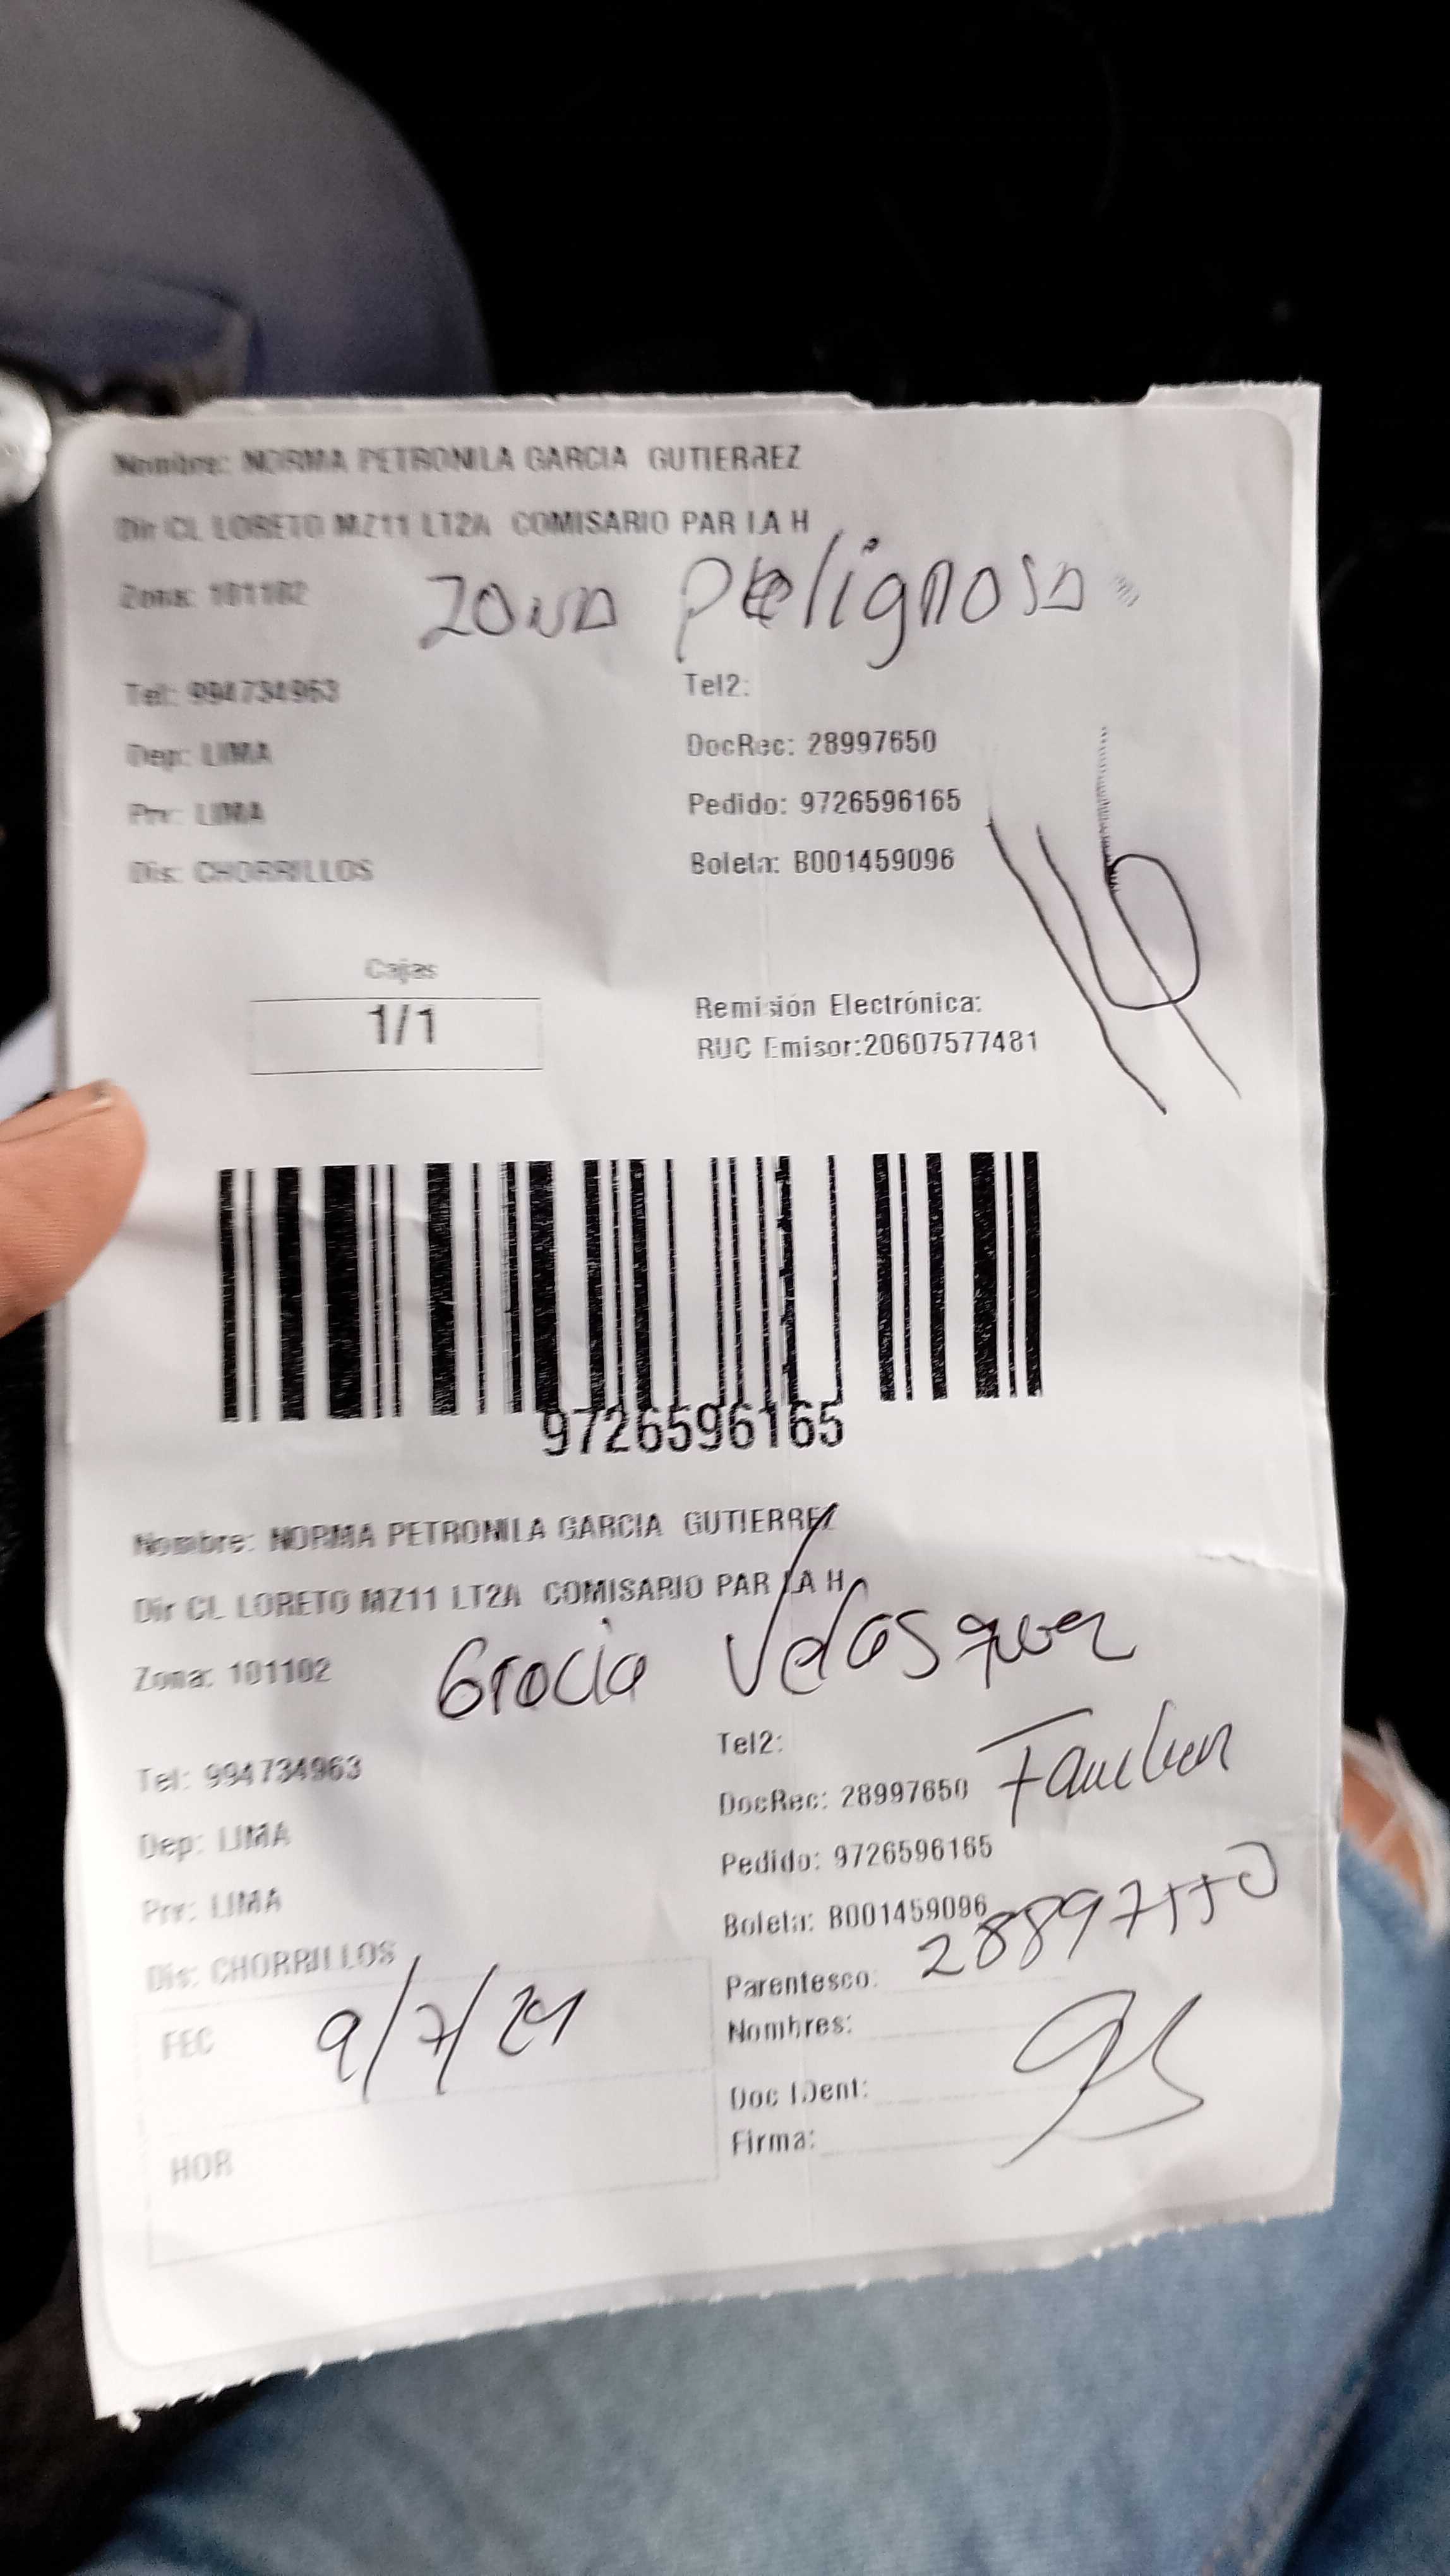 Nombre: NORMA PETRONILA GARCIA GUTIERREZ
Dir CL LORETO MZ11 LT2A COMISARIO PAR LA H
Zona: 101102
Zona peligrosa
Tel: 994734963
Tel2:
Dep: LIMA
DocRec: 28997650
Prv: LIMA
Pedido: 9726596165
Dis: CHORRILLOS
Boleta: B001459096
16
Cajas
1/1
Remisión Electrónica:
RUC Emisor:20607577481
9726596165
Nombre: NORMA PETRONILA GARCIA GUTIERREZ
Dir CL LORETO MZ11 LT2A COMISARIO PAR LA H
Zona: 101102
Grocia Velasquez
Tel: 994734963
Tel2:
Dep: LIMA
DocRec: 28997650
Prv: LIMA
Pedido: 9726596165
Dis: CHORRILLOS
Boleta: B001459096
FEC
9/7/21
Parentesco:
Nombres:
HOR
Doc IDent:
Firma: